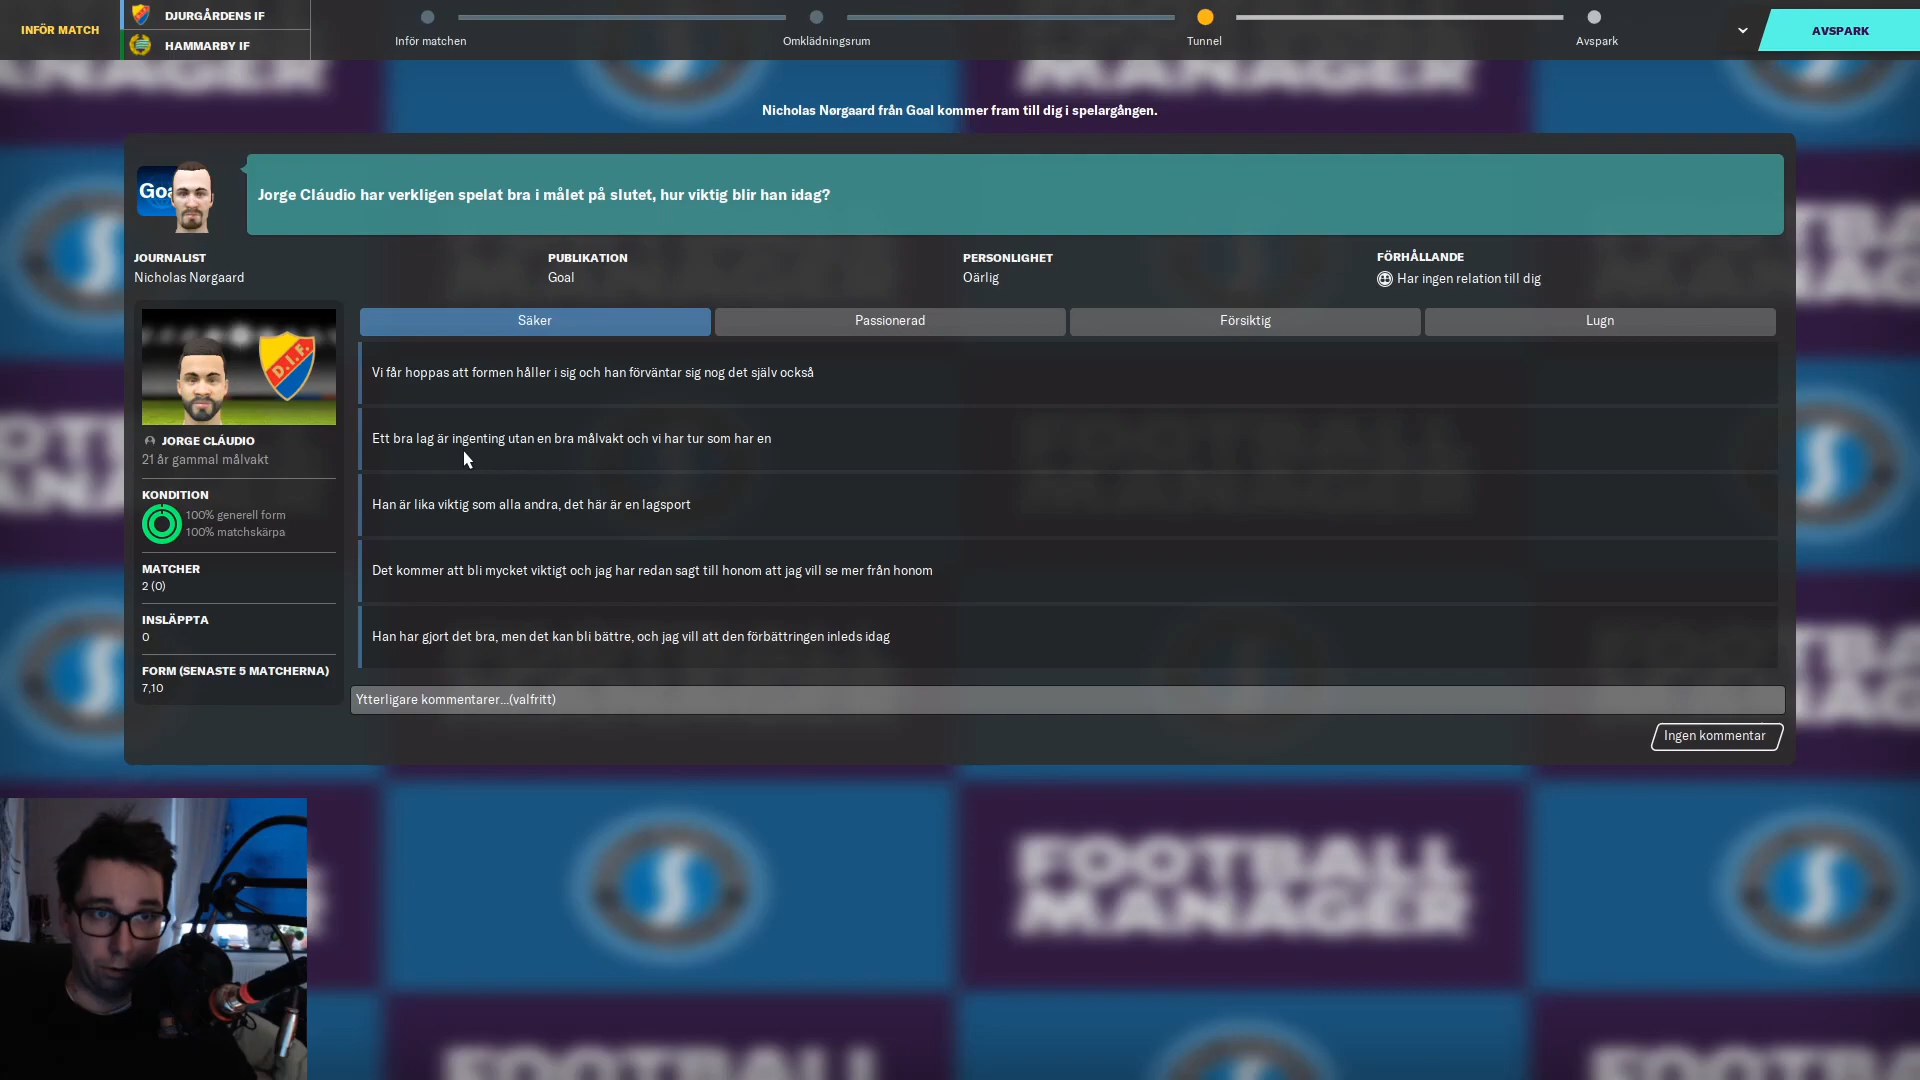 INFÖR MATCH
DJURGÅRDENS IF
HAMMARBY IF
Inför matchen
Omklädningsrum
Tunnel
Avspark
AVSPARK
Nicholas Nørgaard från Goal kommer fram till dig i spelargången.
Goa
Jorge Cláudio har verkligen spelat bra i målet på slutet, hur viktig blir han idag?
JOURNALIST
Nicholas Nørgaard
PUBLIKATION
Goal
PERSONLIGHET
Oärlig
FÖRHÅLLANDE
Har ingen relation till dig
Säker
Passionerad
Försiktig
Lugn
D.I.F.
JORGE CLÁUDIO
21 år gammal målvakt
KONDITION
100% generell form
100% matchskärpa
MATCHER
2 (0)
INSLÄPPTA
0
FORM (SENASTE 5 MATCHERNA)
7,10
Vi får hoppas att formen håller i sig och han förväntar sig nog det själv också
Ett bra lag är ingenting utan en bra målvakt och vi har tur som har en
Han är lika viktig som alla andra, det här är en lagsport
Det kommer att bli mycket viktigt och jag har redan sagt till honom att jag vill se mer från honom
Han har gjort det bra, men det kan bli bättre, och jag vill att den förbättringen inleds idag
Ytterligare kommentarer...(valfritt)
Ingen kommentar
FOOTBALL
MANAGER